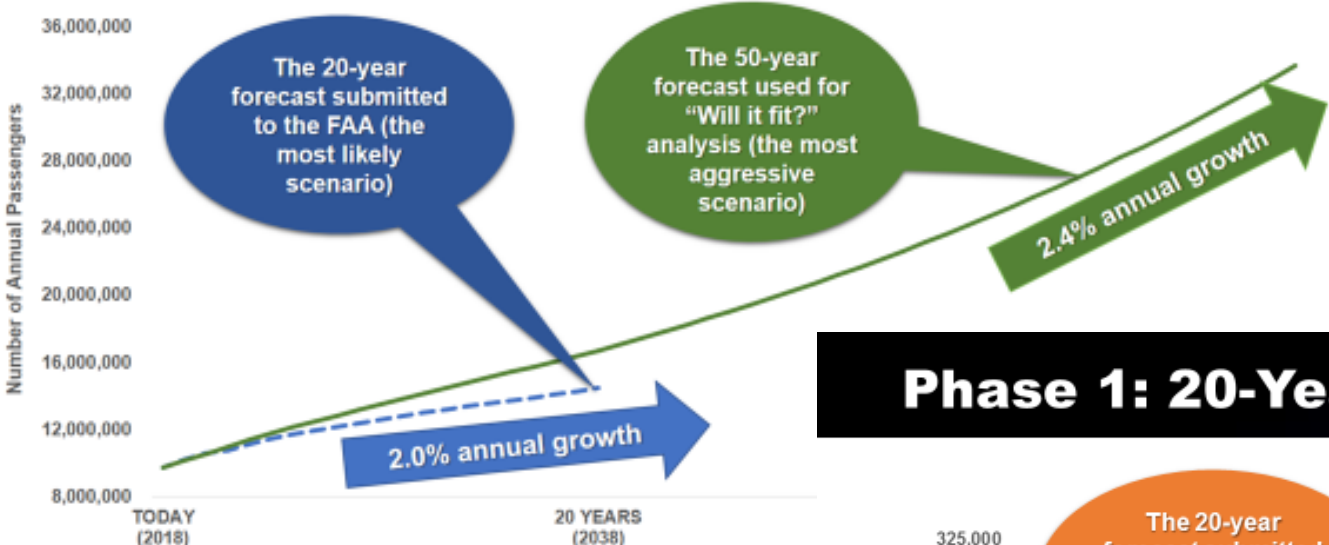 36,000,000
32,000,000
28,000,000
24,000,000
20,000,000
16,000,000
12,000,000
8,000,000
Number of Annual Passengers
The 20-year
forecast submitted
to the FAA (the
most likely
scenario)
The 50-year
forecast used for
“Will it fit?”
analysis (the most
aggressive
scenario)
2.4% annual growth
2.0% annual growth
TODAY
(2018)
20 YEARS
(2038)
Phase 1: 20-Ye
325,000
The 20-year